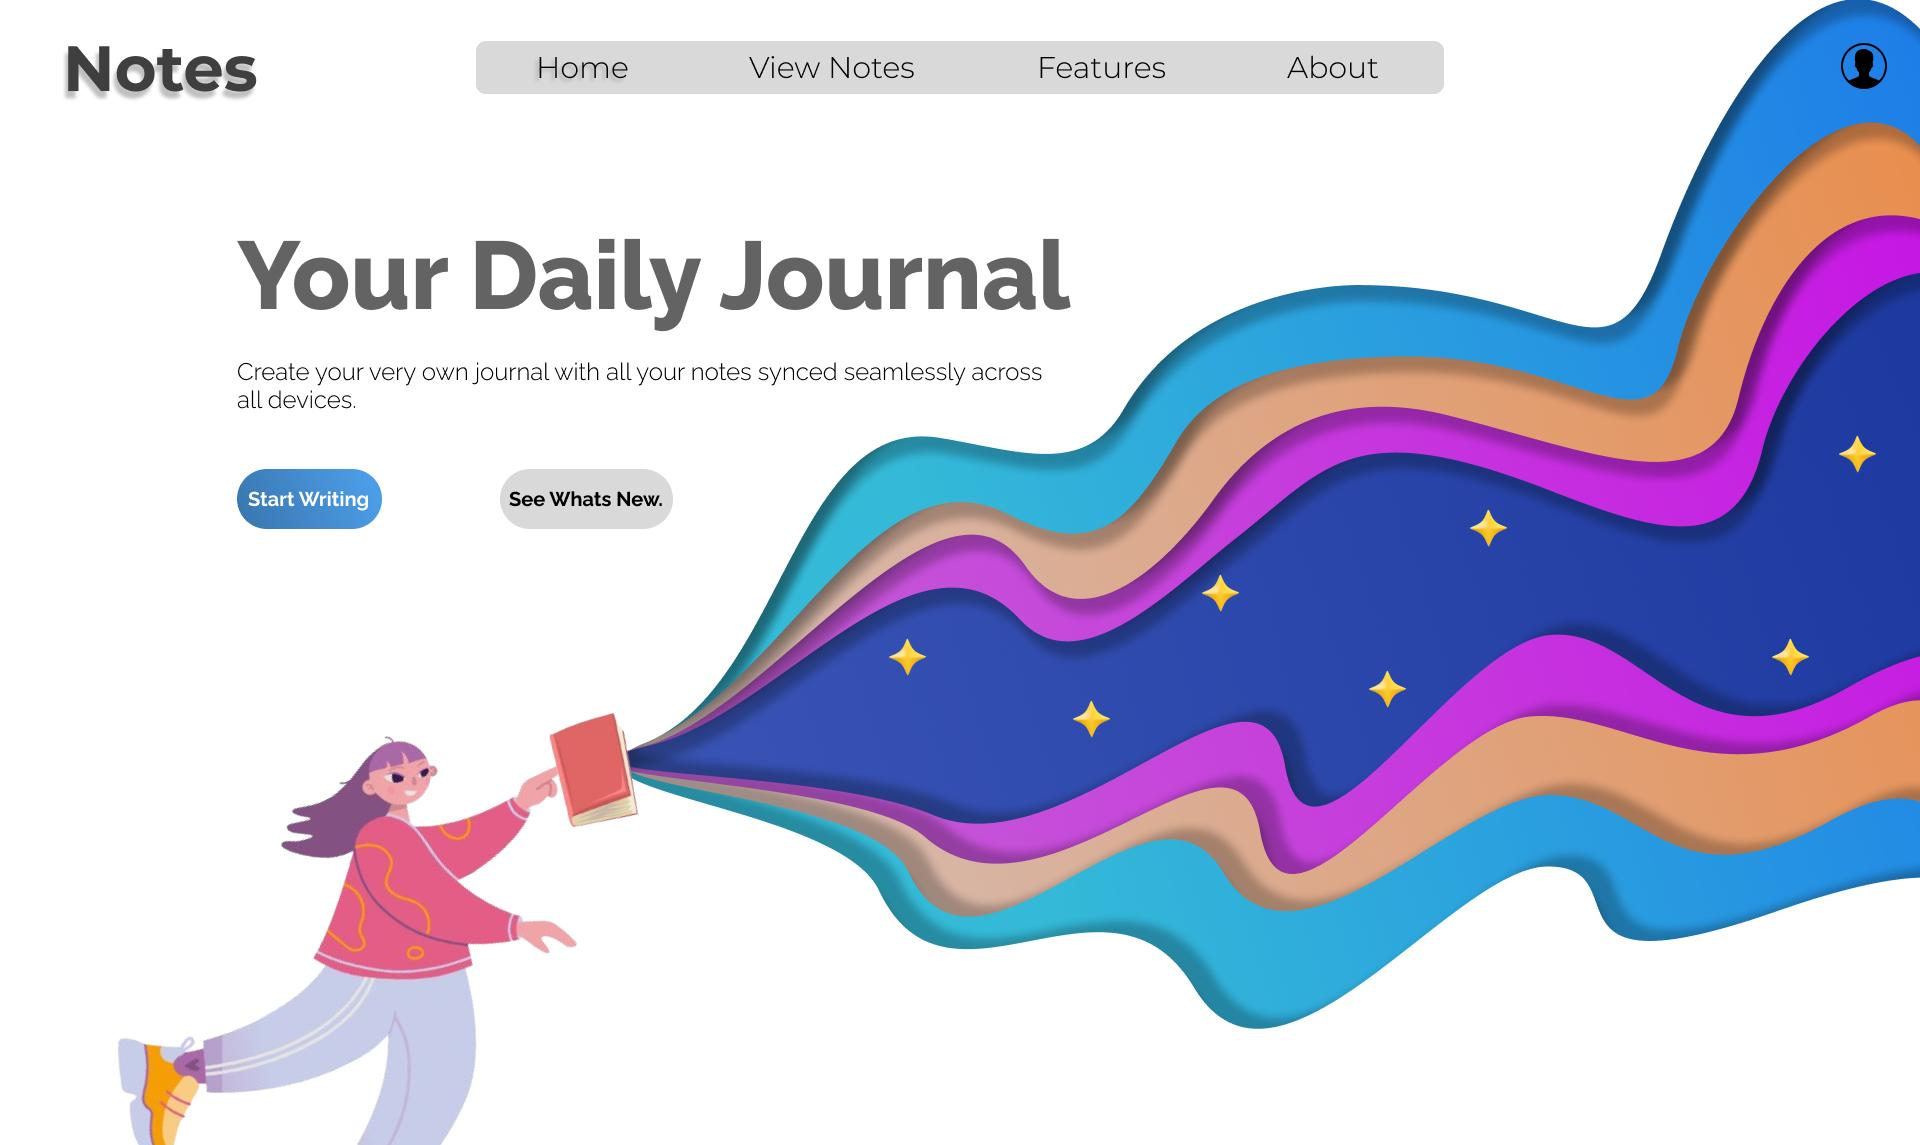 Notes
Home
View Notes
Features
About
Your Daily Journal
Create your very own journal with all your notes synced seamlessly across
all devices.
Start Writing
See Whats New.